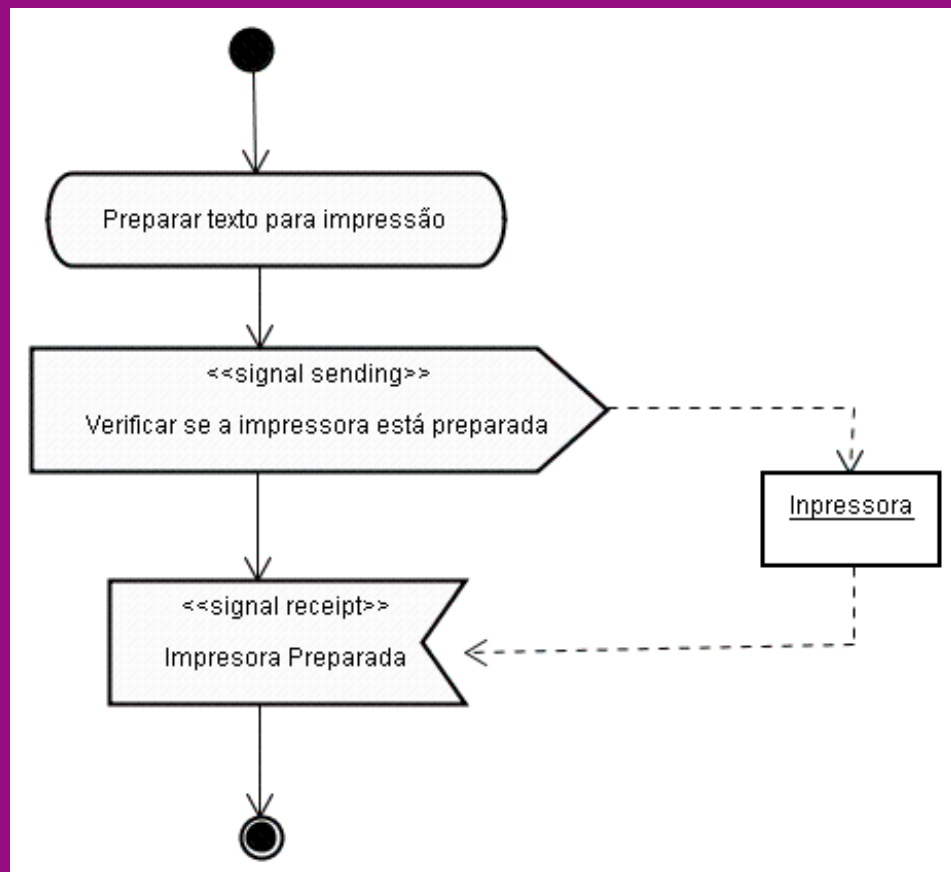 Preparar texto para impressão
<<signal sending>>
Verificar se a impressora está preparada
Inpressora
<<signal receipt>>
Impresora Preparada